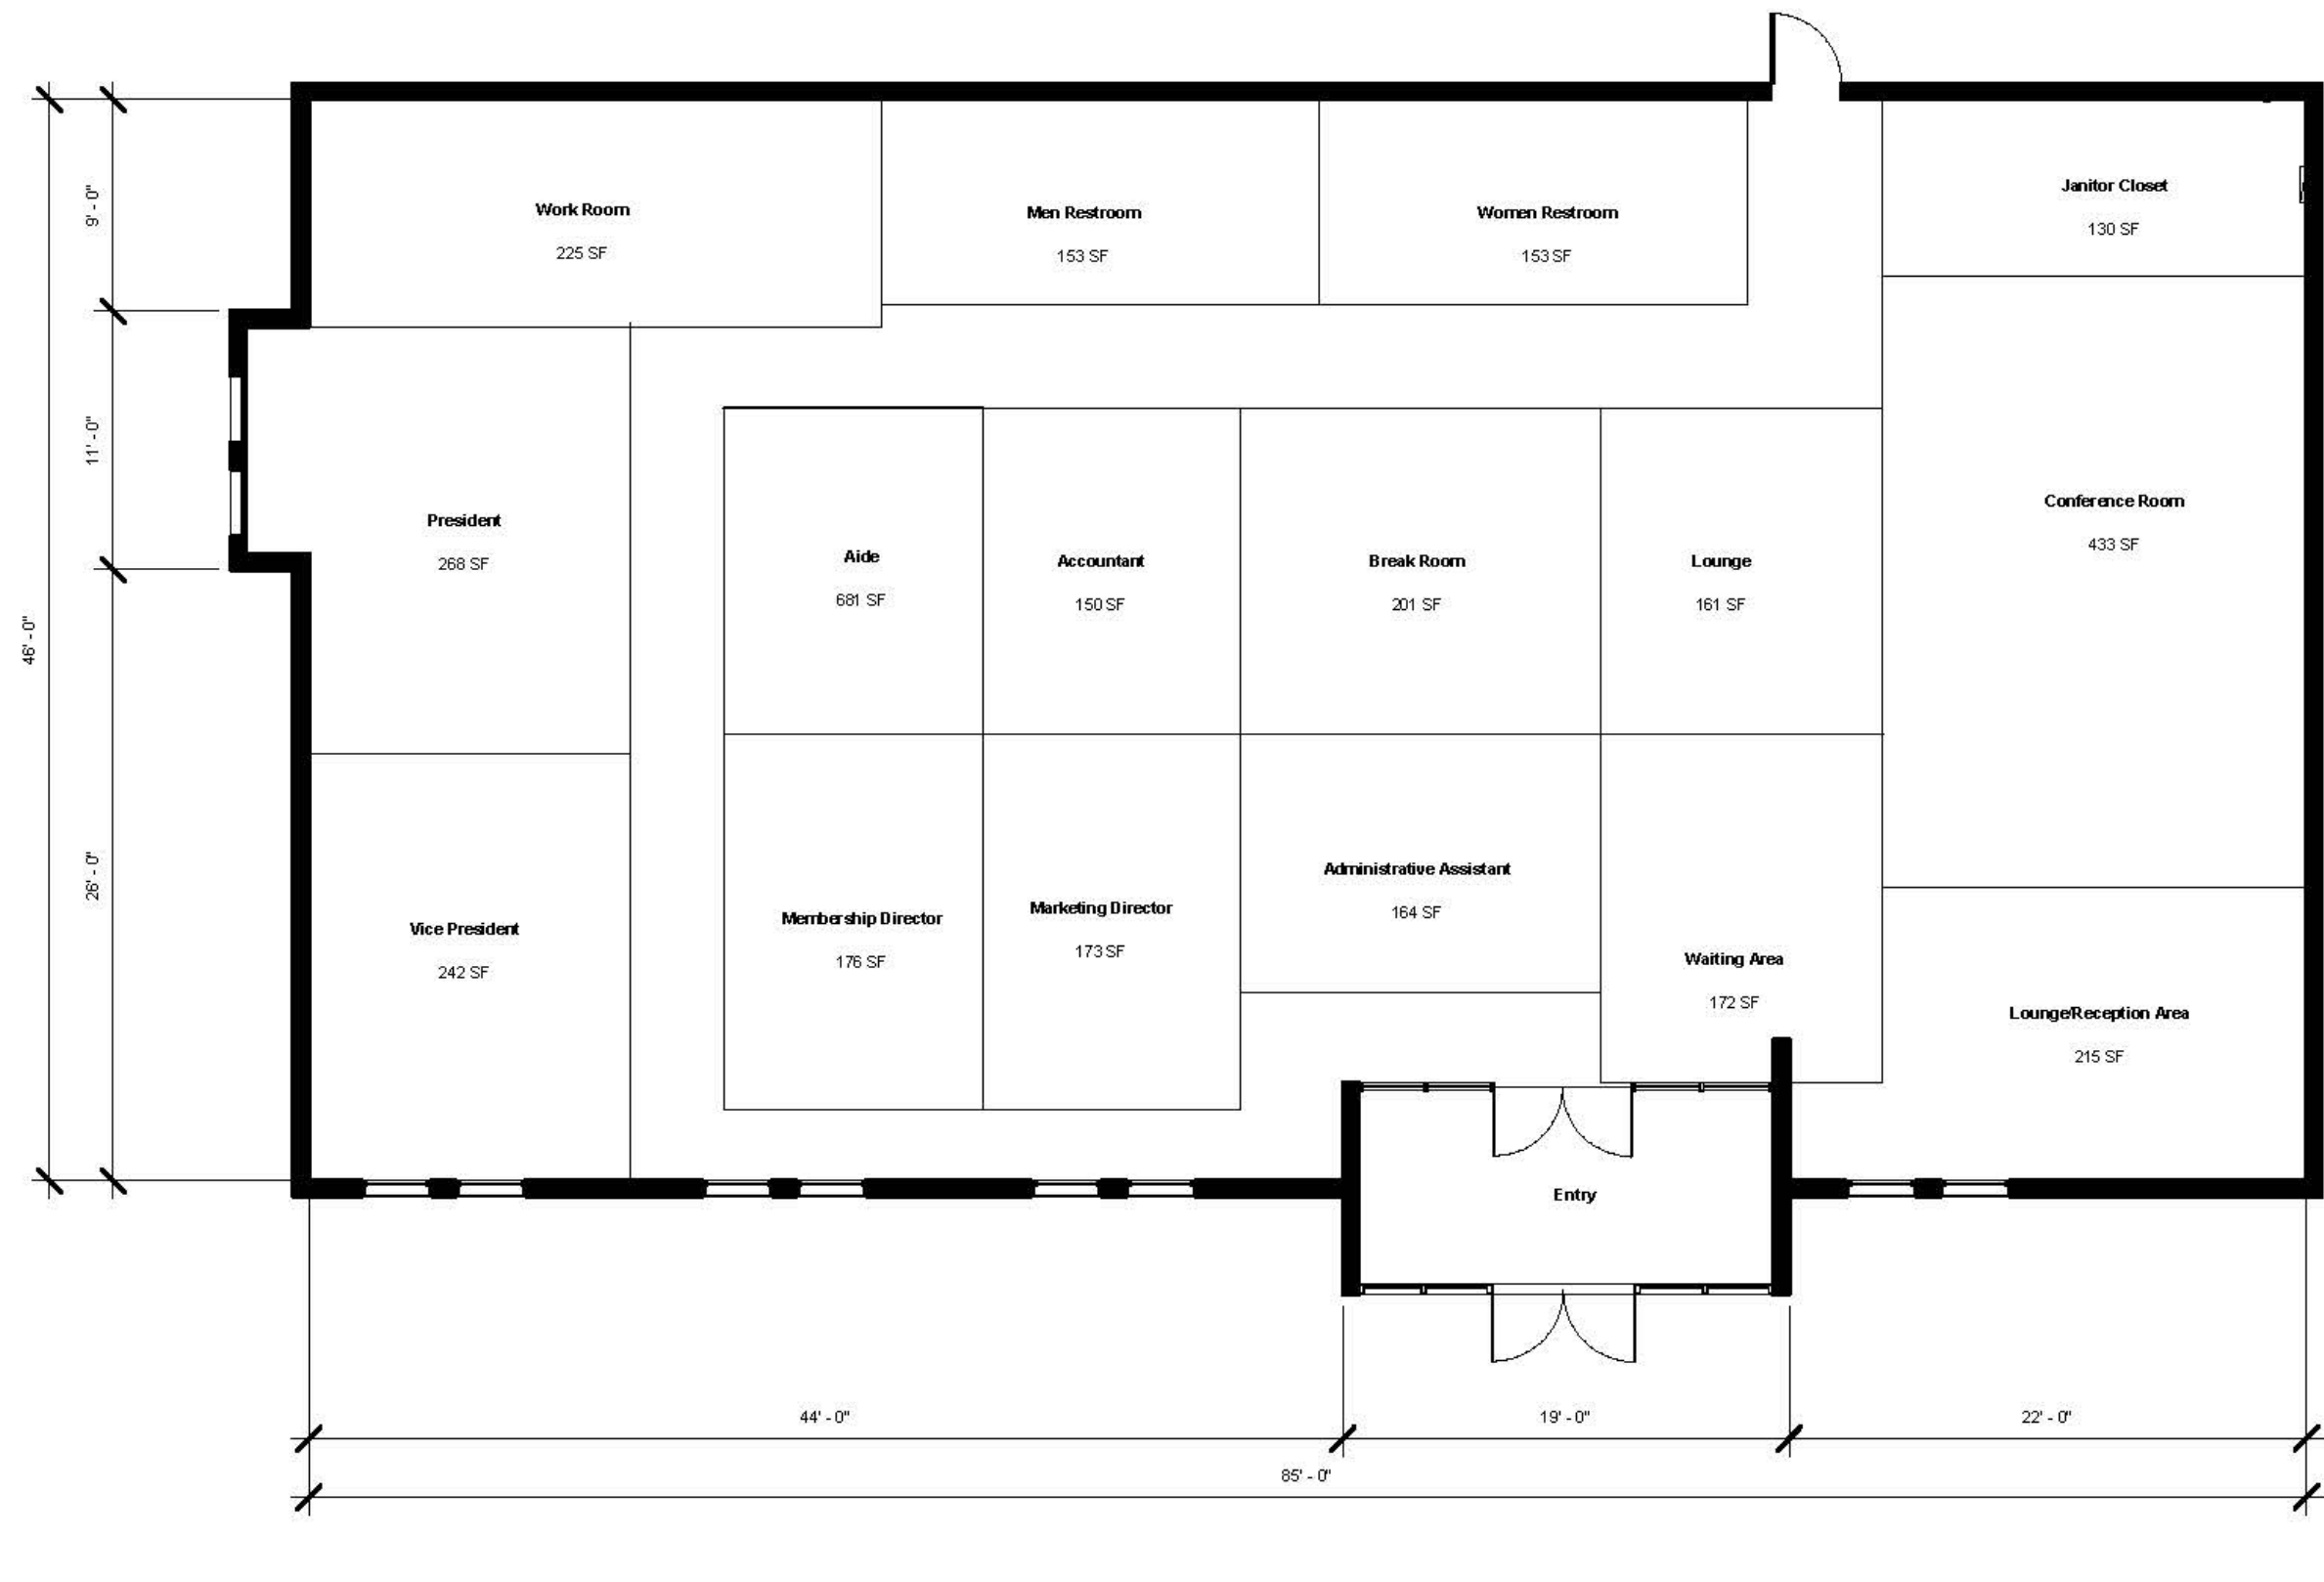 Work Room
225 SF
Men Restroom
153 SF
Women Restroom
153 SF
Janitor Closet
130 SF
9' - 0"
11' - 0"
46' - 0"
26' - 0"
President
268 SF
Aide
681 SF
Accountant
150 SF
Break Room
201 SF
Lounge
161 SF
Conference Room
433 SF
Vice President
242 SF
Membership Director
176 SF
Marketing Director
173 SF
Administrative Assistant
164 SF
Waiting Area
172 SF
Lounge/Reception Area
215 SF
Entry
44' - 0"
19' - 0"
22' - 0"
85' - 0"